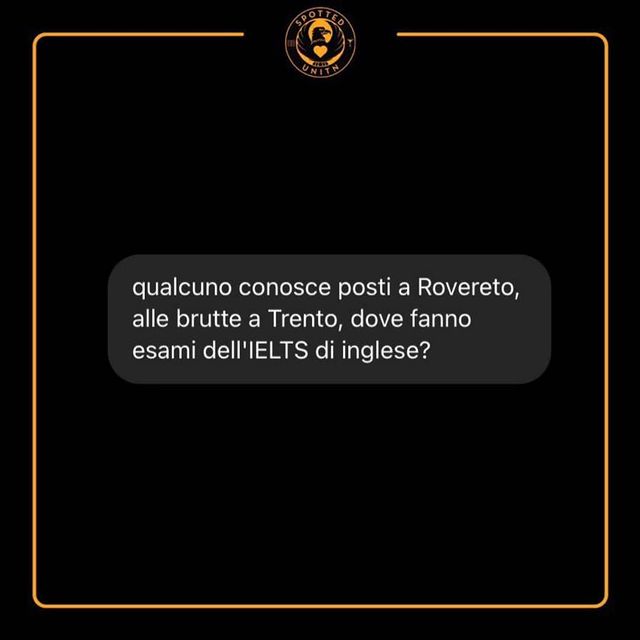 SPOTTED
UNITN
qualcuno conosce posti a Rovereto,
alle brutte a Trento, dove fanno
esami dell'IELTS di inglese?